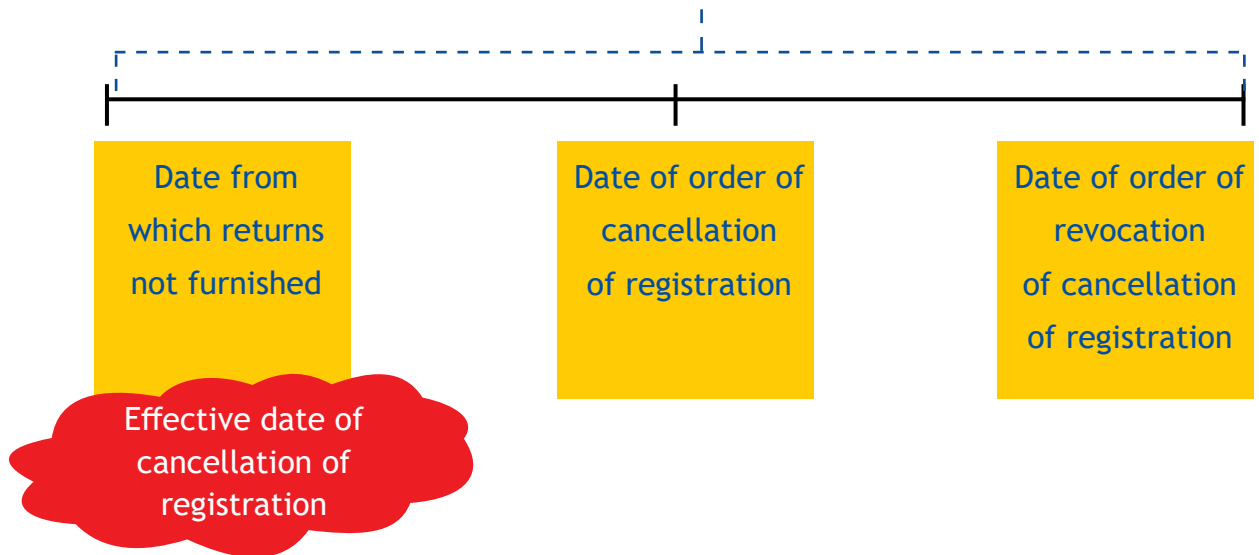 Date from
which returns
not furnished
Date of order of
cancellation
of registration
Date of order of
revocation
of cancellation
of registration
Effective date of
cancellation of
registration